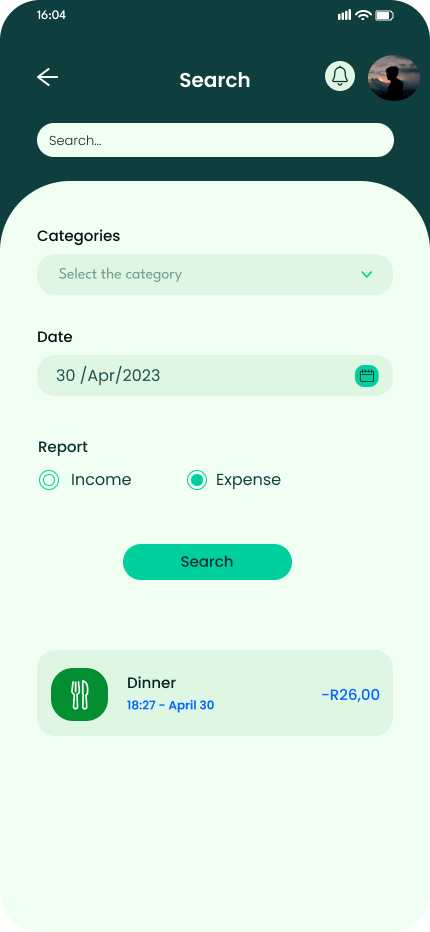 16:04
Search
Search...
Categories
Select the category
Date
30 /Apr/2023
Report
Income Expense
Search
Dinner
18:27 - April 30
-R26,00